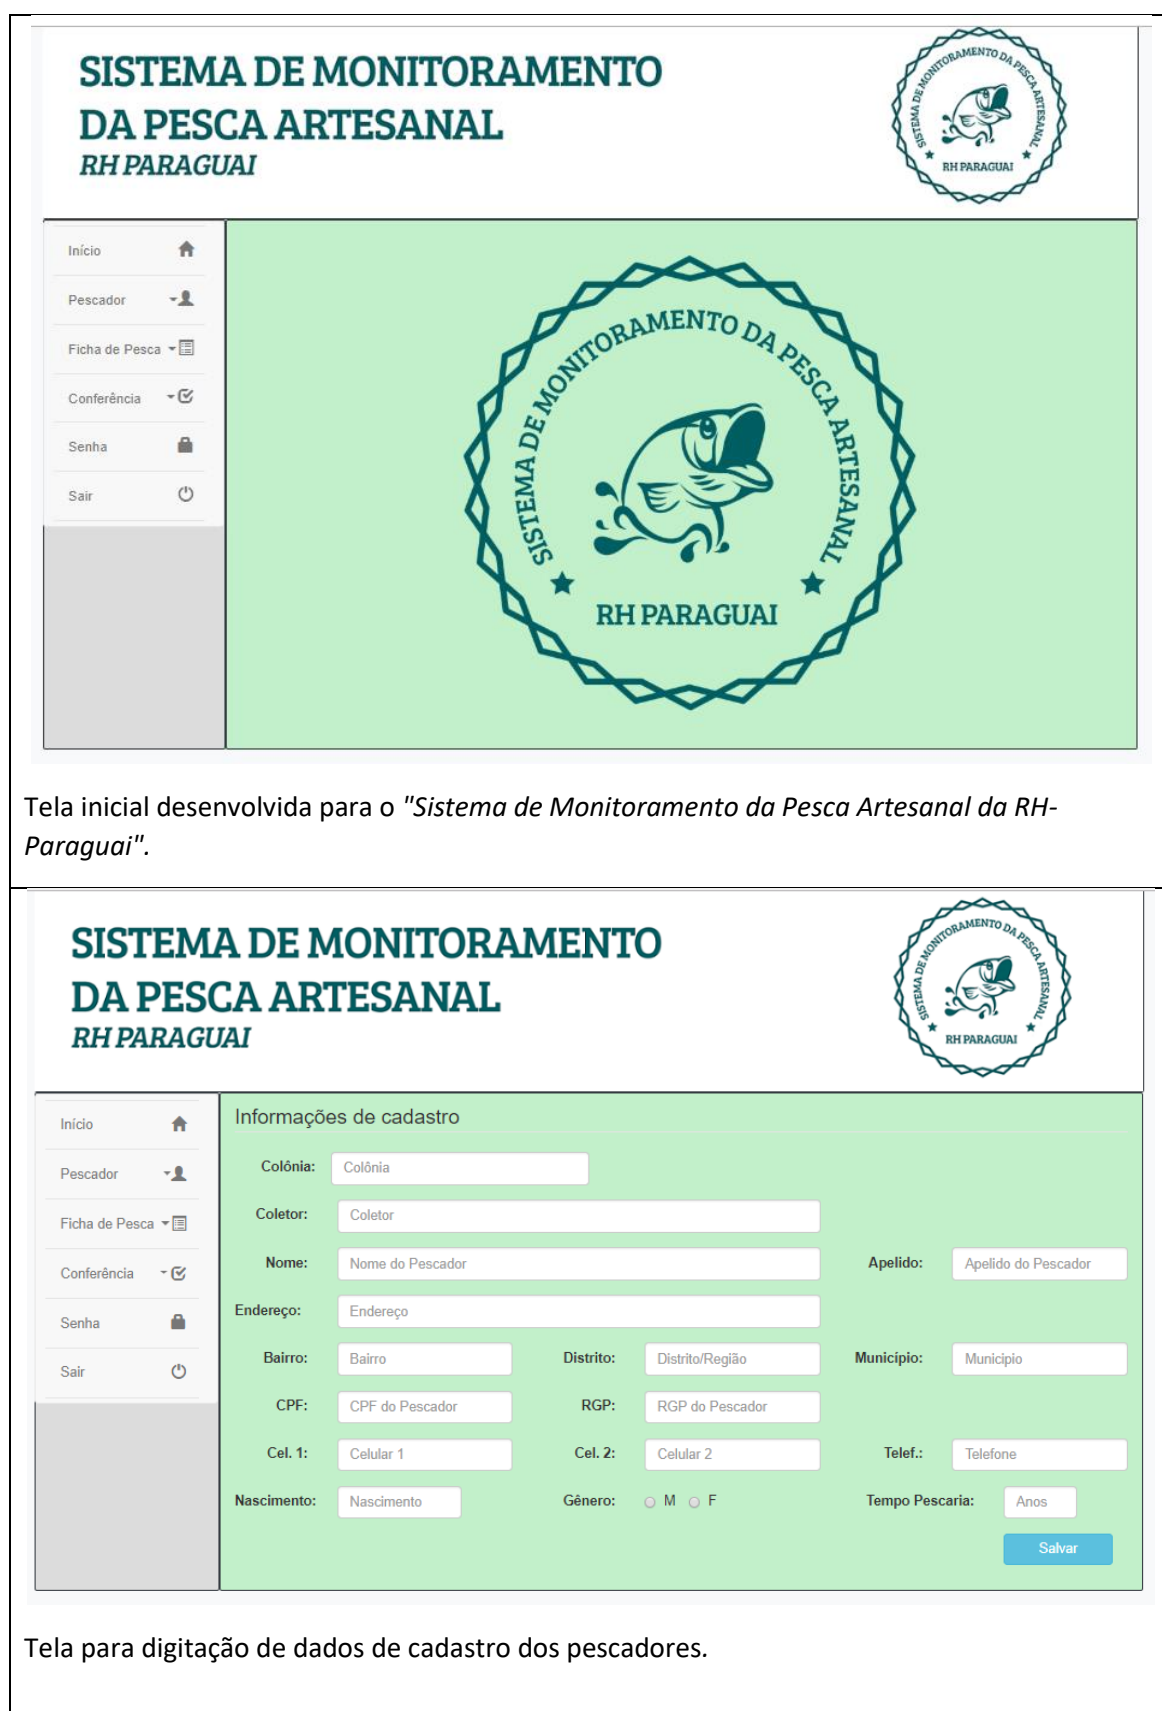 SISTEMA DE MONITORAMENTO
DA PESCA ARTESANAL
RH PARAGUAI
SISTEMA DE MONITORAMENTO DA PESCA ARTESANAL
RH PARAGUAI
Início
Pescador
Ficha de Pesca
Conferência
Senha
Sair
SISTEMA DE MONITORAMENTO DA PESCA ARTESANAL
RH PARAGUAI
Tela inicial desenvolvida para o "Sistema de Monitoramento da Pesca Artesanal da RH-
Paraguai".
SISTEMA DE MONITORAMENTO
DA PESCA ARTESANAL
RH PARAGUAI
SISTEMA DE MONITORAMENTO DA PESCA ARTESANAL
RH PARAGUAI
Início
Pescador
Ficha de Pesca
Conferência
Senha
Sair
Informações de cadastro
Colônia: Colônia
Coletor: Coletor
Nome: Nome do Pescador Apelido: Apelido do Pescador
Endereço: Endereço
Bairro: Bairro Distrito: Distrito/Região Município: Municipio
CPF: CPF do Pescador RGP: RGP do Pescador
Cel. 1: Celular 1 Cel. 2: Celular 2 Telef.: Telefone
Nascimento: Nascimento Gênero: M F Tempo Pescaria: Anos
Salvar
Tela para digitação de dados de cadastro dos pescadores.